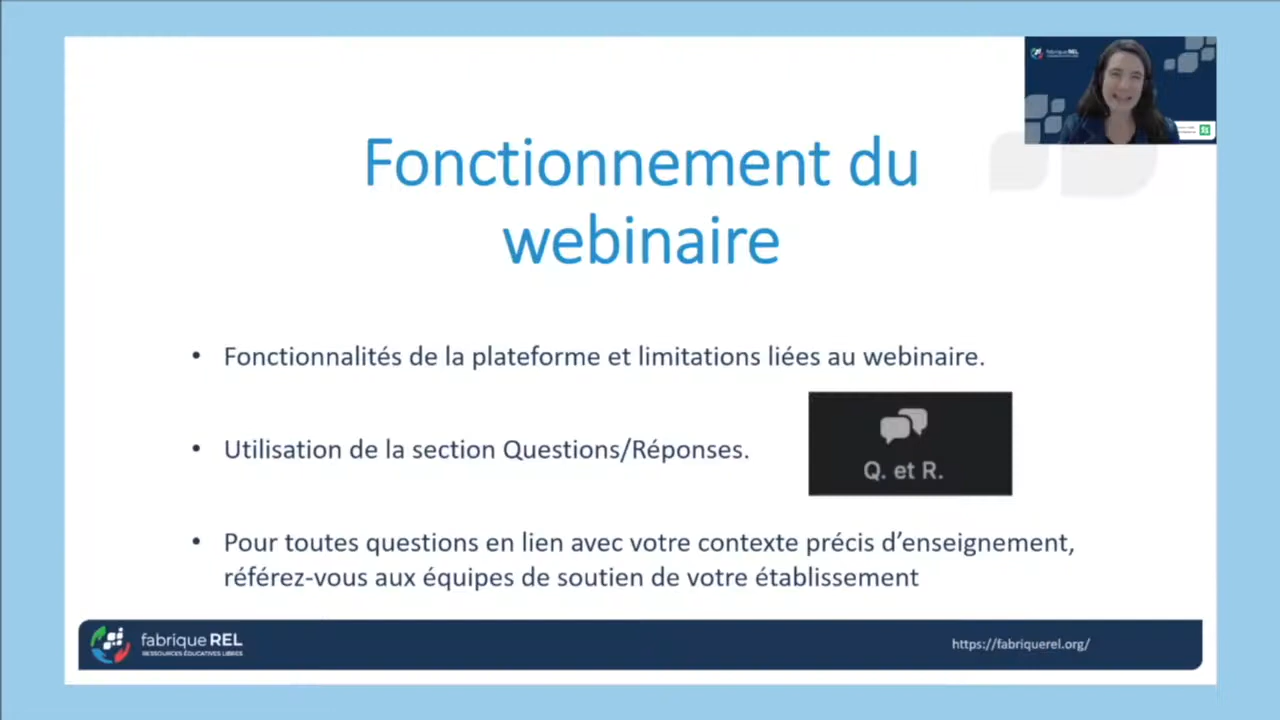 fabriqueREL
Fonctionnement du
webinaire
• Fonctionnalités de la plateforme et limitations liées au webinaire.
• Utilisation de la section Questions/Réponses.
Q. et R.
• Pour toutes questions en lien avec votre contexte précis d’enseignement,
référez-vous aux équipes de soutien de votre établissement
fabriqueREL
RESSOURCES ÉDUCATIVES LIBRES
https://fabriquerel.org/